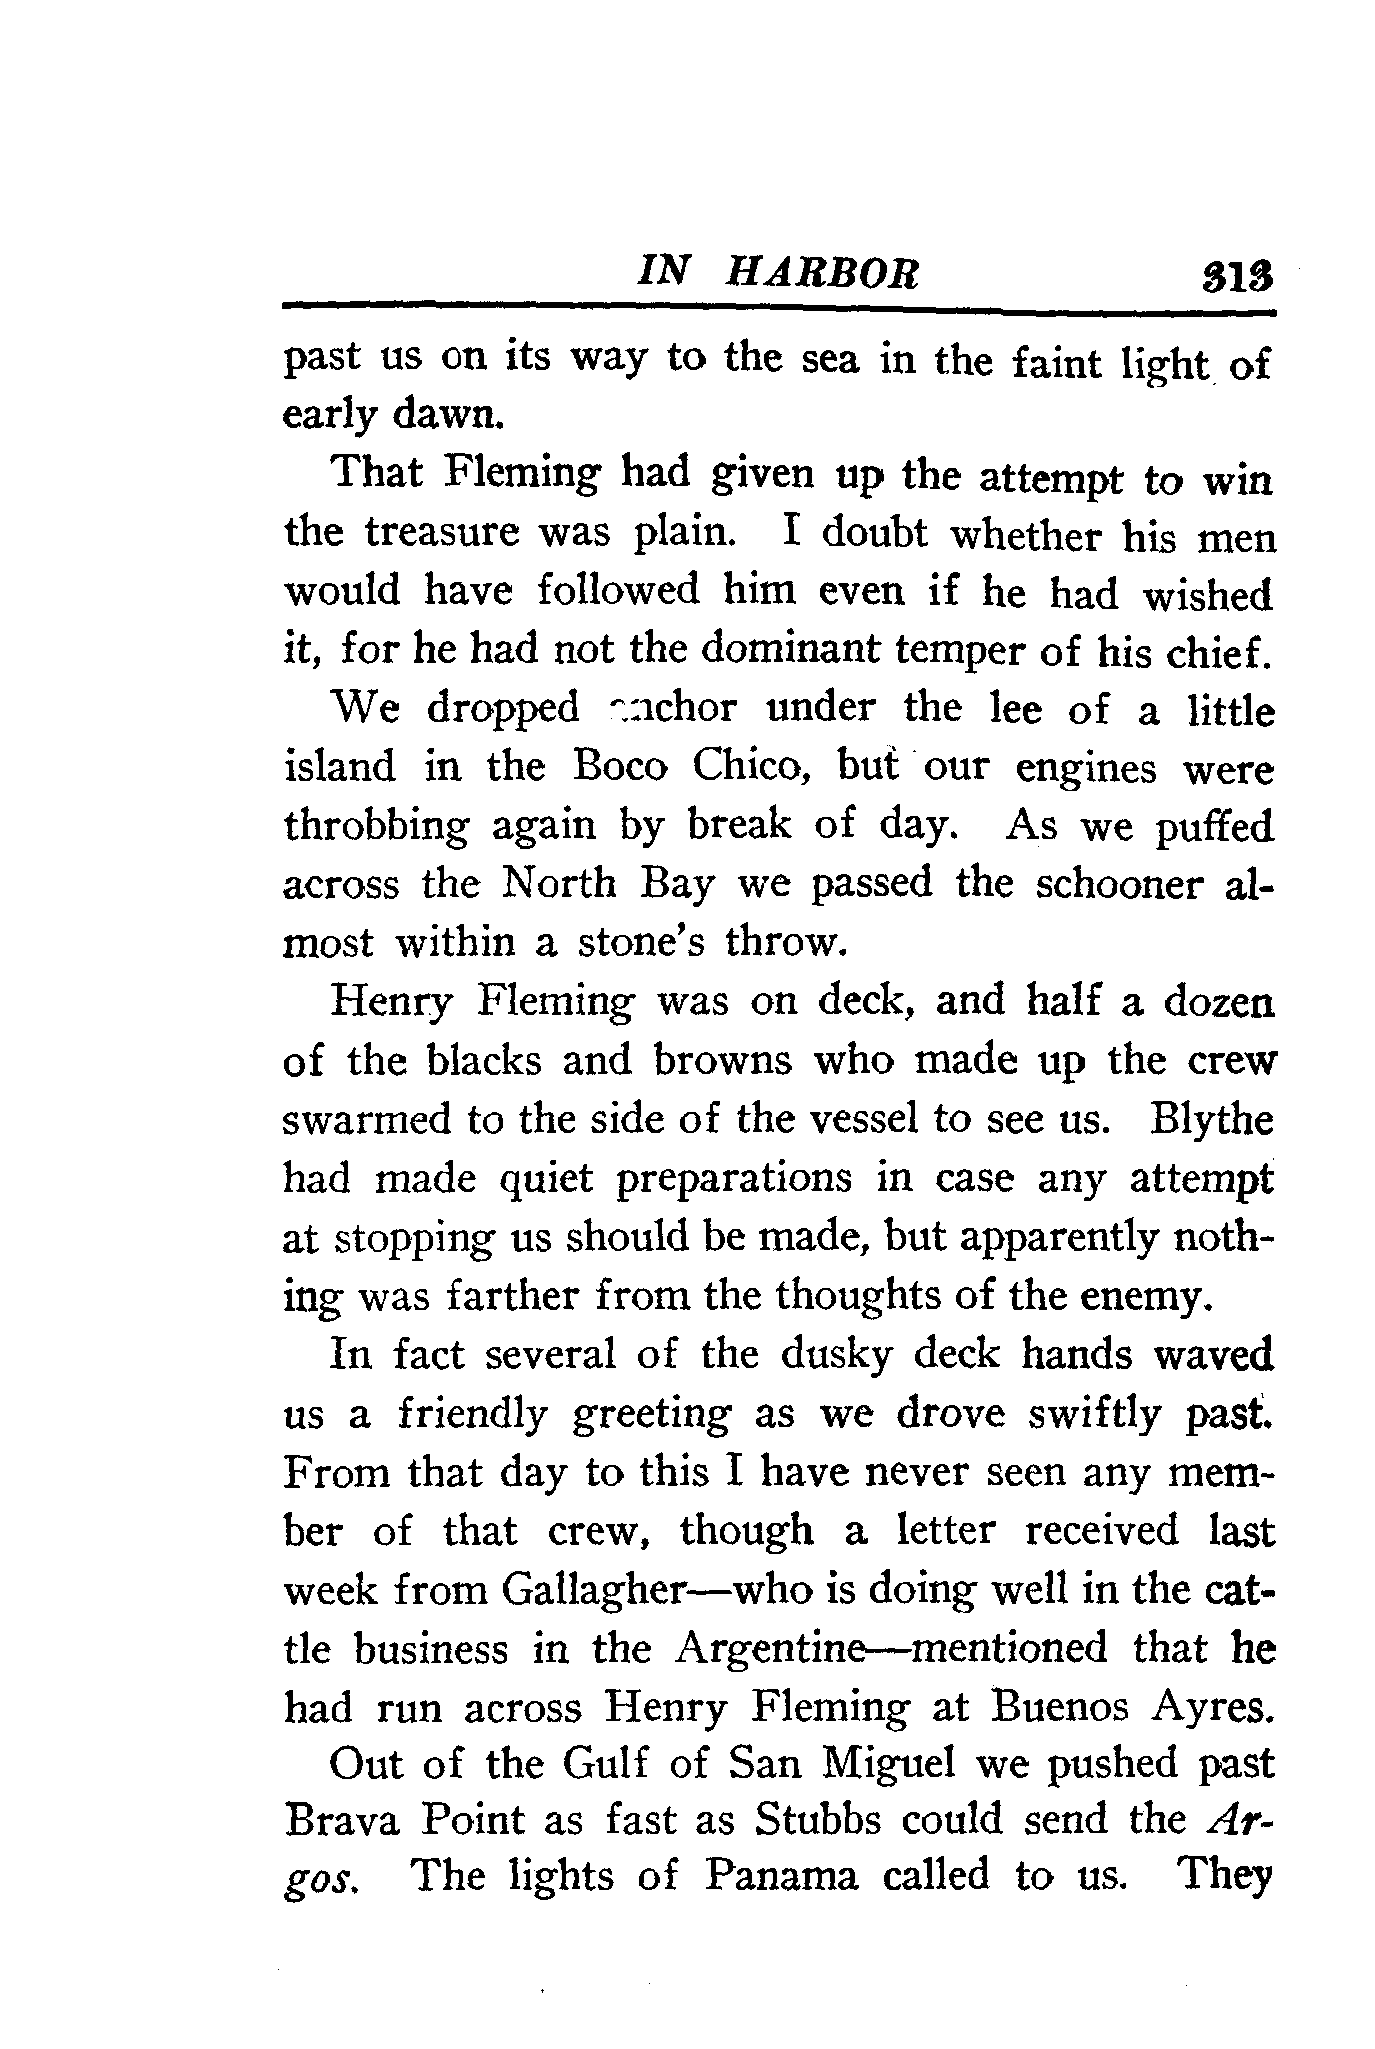 IN HARBOR 313
past us on its way to the sea in the faint light of
early dawn.
That Fleming had given up the attempt to win
the treasure was plain. I doubt whether his men
would have followed him even if he had wished
it, for he had not the dominant temper of his chief.
We dropped anchor under the lee of a little
island in the Boco Chico, but our engines were
throbbing again by break of day. As we puffed
across the North Bay we passed the schooner al-
most within a stone's throw.
Henry Fleming was on deck, and half a dozen
of the blacks and browns who made up the crew
swarmed to the side of the vessel to see us. Blythe
had made quiet preparations in case any attempt
at stopping us should be made, but apparently noth-
ing was farther from the thoughts of the enemy.
In fact several of the dusky deck hands waved
us a friendly greeting as we drove swiftly past.
From that day to this I have never seen any mem-
ber of that crew, though a letter received last
week from Gallagher—who is doing well in the cat-
tle business in the Argentine—mentioned that he
had run across Henry Fleming at Buenos Ayres.
Out of the Gulf of San Miguel we pushed past
Brava Point as fast as Stubbs could send the Ar-
gos. The lights of Panama called to us. They